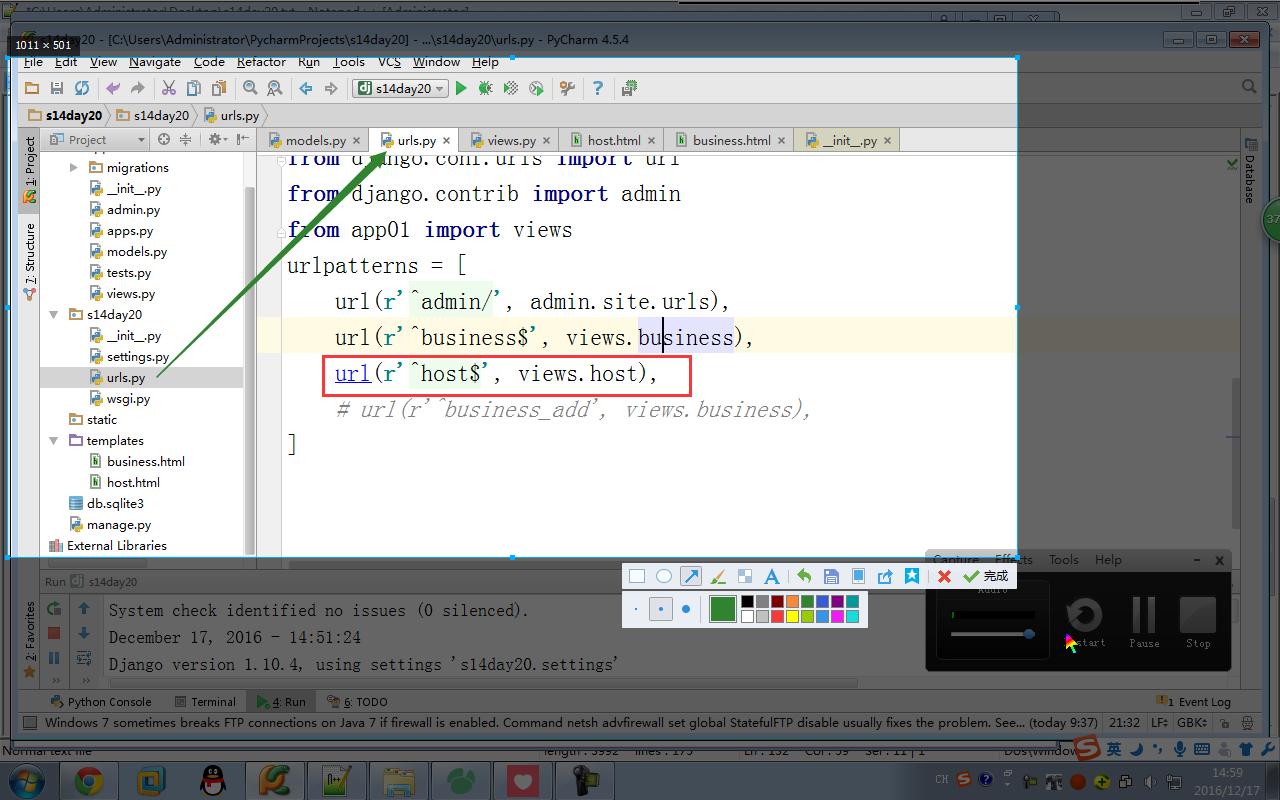 1011 × 501
s14day20 - [C:\Users\Administrator\PycharmProjects\s14day20] - ...\s14day20\urls.py - PyCharm 4.5.4
File Edit View Navigate Code Refactor Run Tools VCS Window Help
s14day20
s14day20 s14day20 urls.py
Project
models.py urls.py views.py host.html business.html __init__.py
1: Project
7: Structure
2: Favorites
Database
migrations
__init__.py
admin.py
apps.py
models.py
tests.py
views.py
s14day20
__init__.py
settings.py
urls.py
wsgi.py
static
templates
business.html
host.html
db.sqlite3
manage.py
External Libraries
from django.conf.urls import url
from django.contrib import admin
from app01 import views
urlpatterns = [
url(r'^admin/', admin.site.urls),
url(r'^business$', views.business),
url(r'^host$', views.host),
# url(r'^business_add', views.business),
]
37
Capture Effects Tools Help
完成
Audio
Restart Pause Stop
Run s14day20
System check identified no issues (0 silenced).
December 17, 2016 - 14:51:24
Django version 1.10.4, using settings 's14day20.settings'
Python Console Terminal 4: Run 6: TODO 1 Event Log
Windows 7 sometimes breaks FTP connections on Java 7 if firewall is enabled. Command netsh advfirewall set global StatefulFTP disable usually fixes the problem. See... (today 9:37) 21:32 LF GBK
Normal text file length : 3992 lines : 175 Ln : 132 Col : 59 Sel : 11 | 1 Dos\Windows
英
CH
14:59
2016/12/17